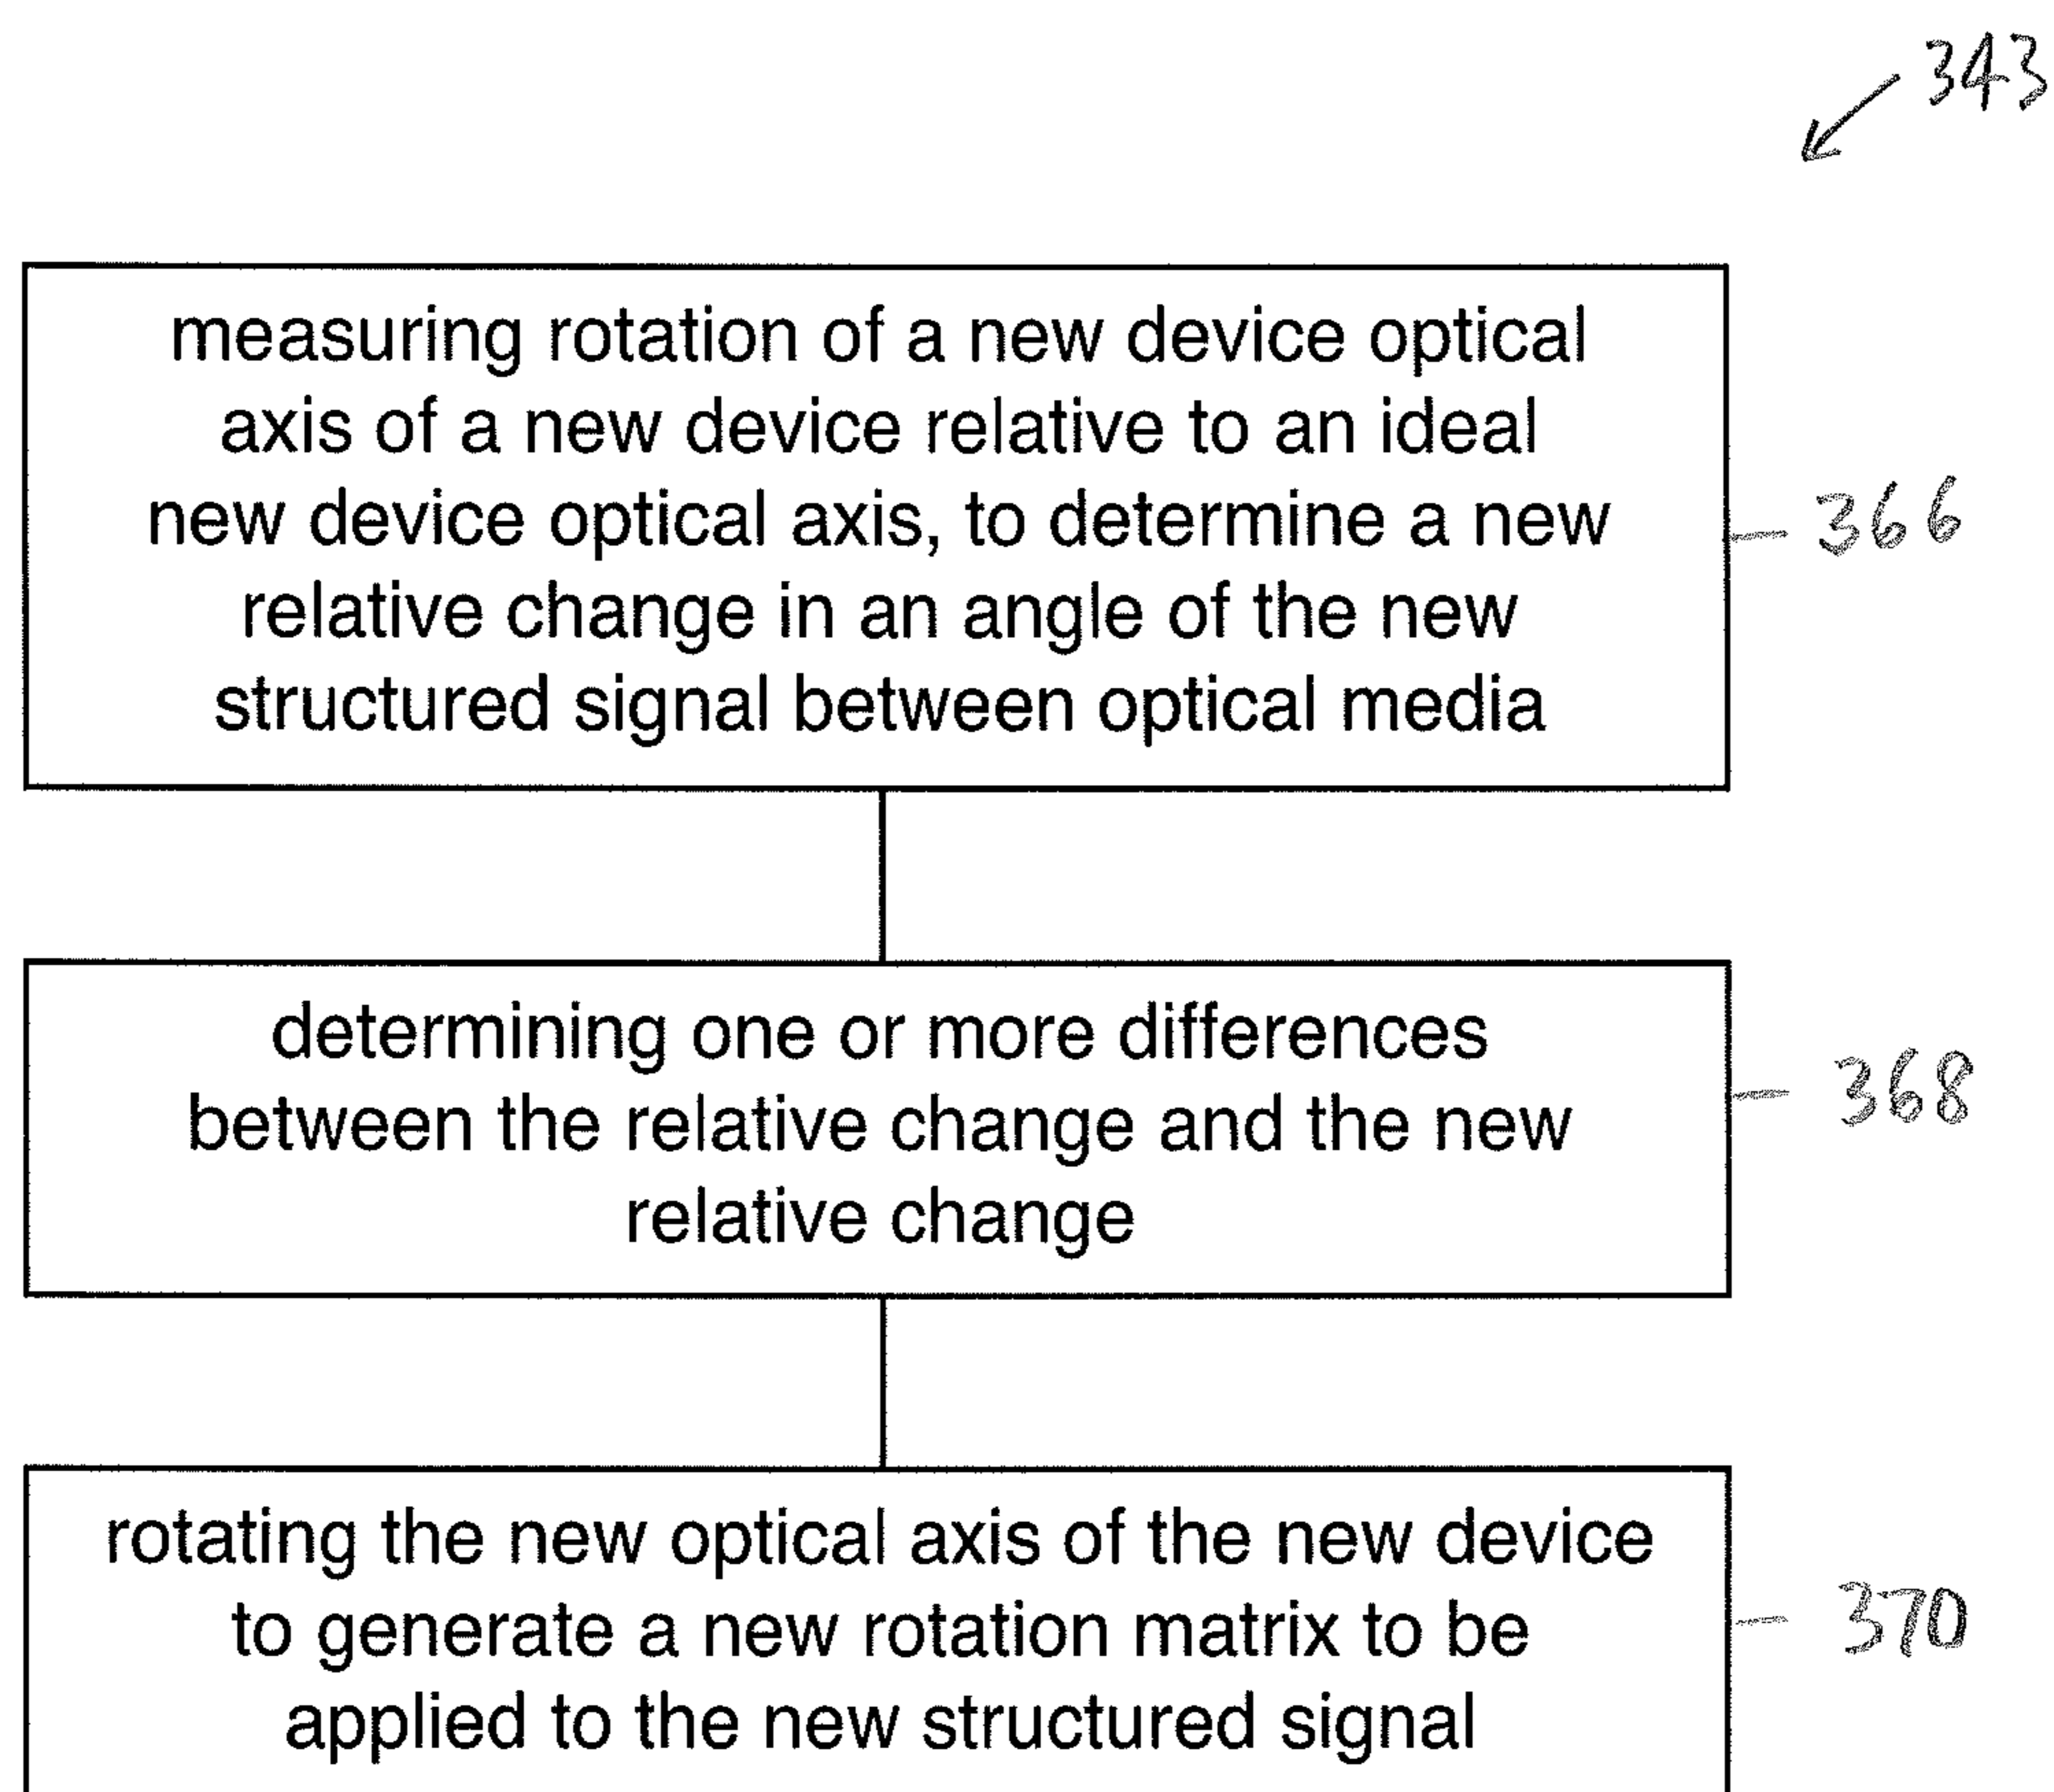 343
measuring rotation of a new device optical
axis of a new device relative to an ideal
new device optical axis, to determine a new
relative change in an angle of the new
structured signal between optical media
366
determining one or more differences
between the relative change and the new
relative change
368
rotating the new optical axis of the new device
to generate a new rotation matrix to be
applied to the new structured signal
370